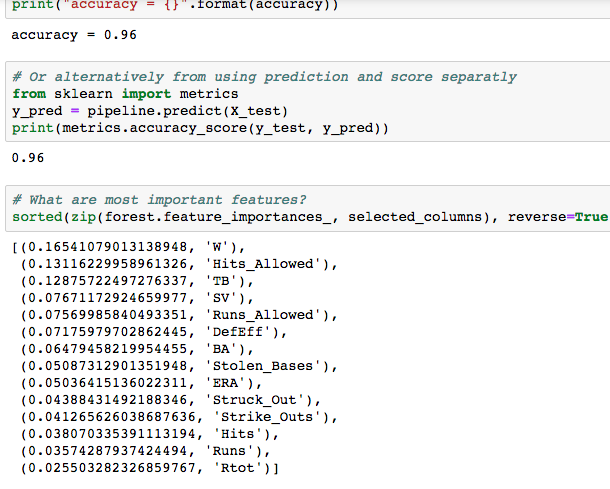 print("accuracy = {}".format(accuracy))
accuracy = 0.96
# Or alternatively from using prediction and score separatly
from sklearn import metrics
y_pred = pipeline.predict(X_test)
print(metrics.accuracy_score(y_test, y_pred))
0.96
# What are most important features?
sorted(zip(forest.feature_importances_, selected_columns), reverse=True
[(0.16541079013138948, 'W'),
(0.13116229958961326, 'Hits_Allowed'),
(0.12875722497276337, 'TB'),
(0.07671172924659977, 'SV'),
(0.07569985840493351, 'Runs_Allowed'),
(0.07175979702862445, 'DefEff'),
(0.06479458219954455, 'BA'),
(0.05087312901351948, 'Stolen_Bases'),
(0.05036415136022311, 'ERA'),
(0.04388431492188346, 'Struck_Out'),
(0.041265626038687636, 'Strike_Outs'),
(0.038070335391113194, 'Hits'),
(0.03574287937424494, 'Runs'),
(0.025503282326859767, 'Rtot')]